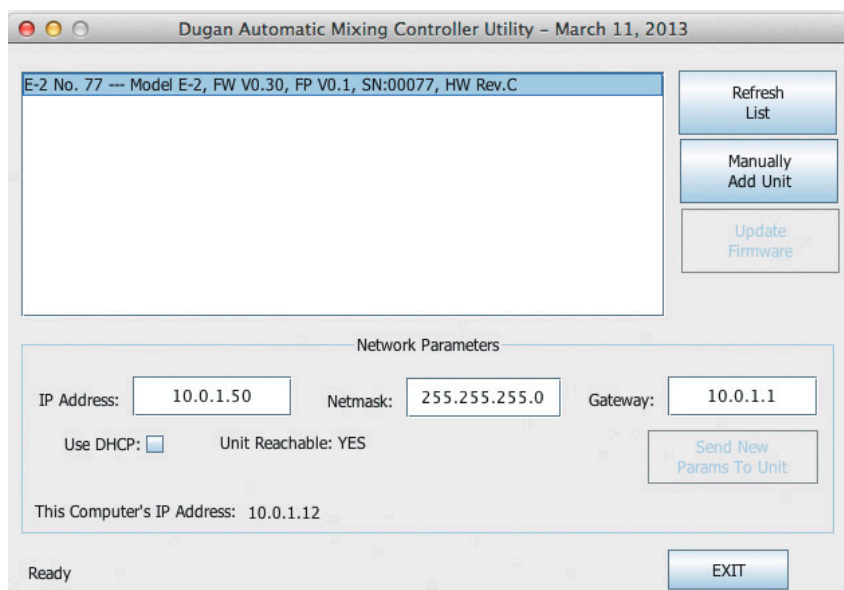 Dugan Automatic Mixing Controller Utility – March 11, 2013
E-2 No. 77 --- Model E-2, FW V0.30, FP V0.1, SN:00077, HW Rev.C
Refresh
List
Manually
Add Unit
Update
Firmware
Network Parameters
IP Address: 10.0.1.50 Netmask: 255.255.255.0 Gateway: 10.0.1.1
Use DHCP: Unit Reachable: YES
Send New
Params To Unit
This Computer's IP Address: 10.0.1.12
Ready
EXIT